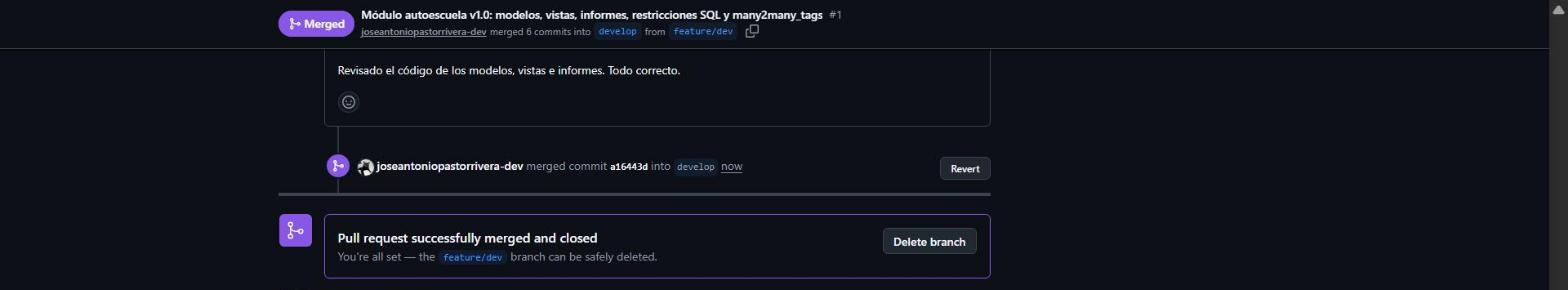 Merged
Módulo autoescuela v1.0: modelos, vistas, informes, restricciones SQL y many2many_tags #1
joseantoniopastorrivera-dev merged 6 commits into develop from feature/dev
Revisado el código de los modelos, vistas e informes. Todo correcto.
joseantoniopastorrivera-dev merged commit a16443d into develop now
Revert
Pull request successfully merged and closed
You're all set — the feature/dev branch can be safely deleted.
Delete branch